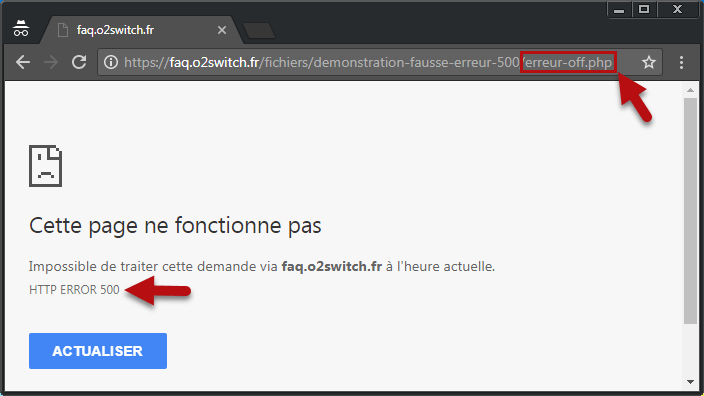 faq.o2switch.fr
https://faq.o2switch.fr/fichiers/demonstration-fausse-erreur-500/erreur-off.php
Cette page ne fonctionne pas
Impossible de traiter cette demande via faq.o2switch.fr à l'heure actuelle.
HTTP ERROR 500
ACTUALISER